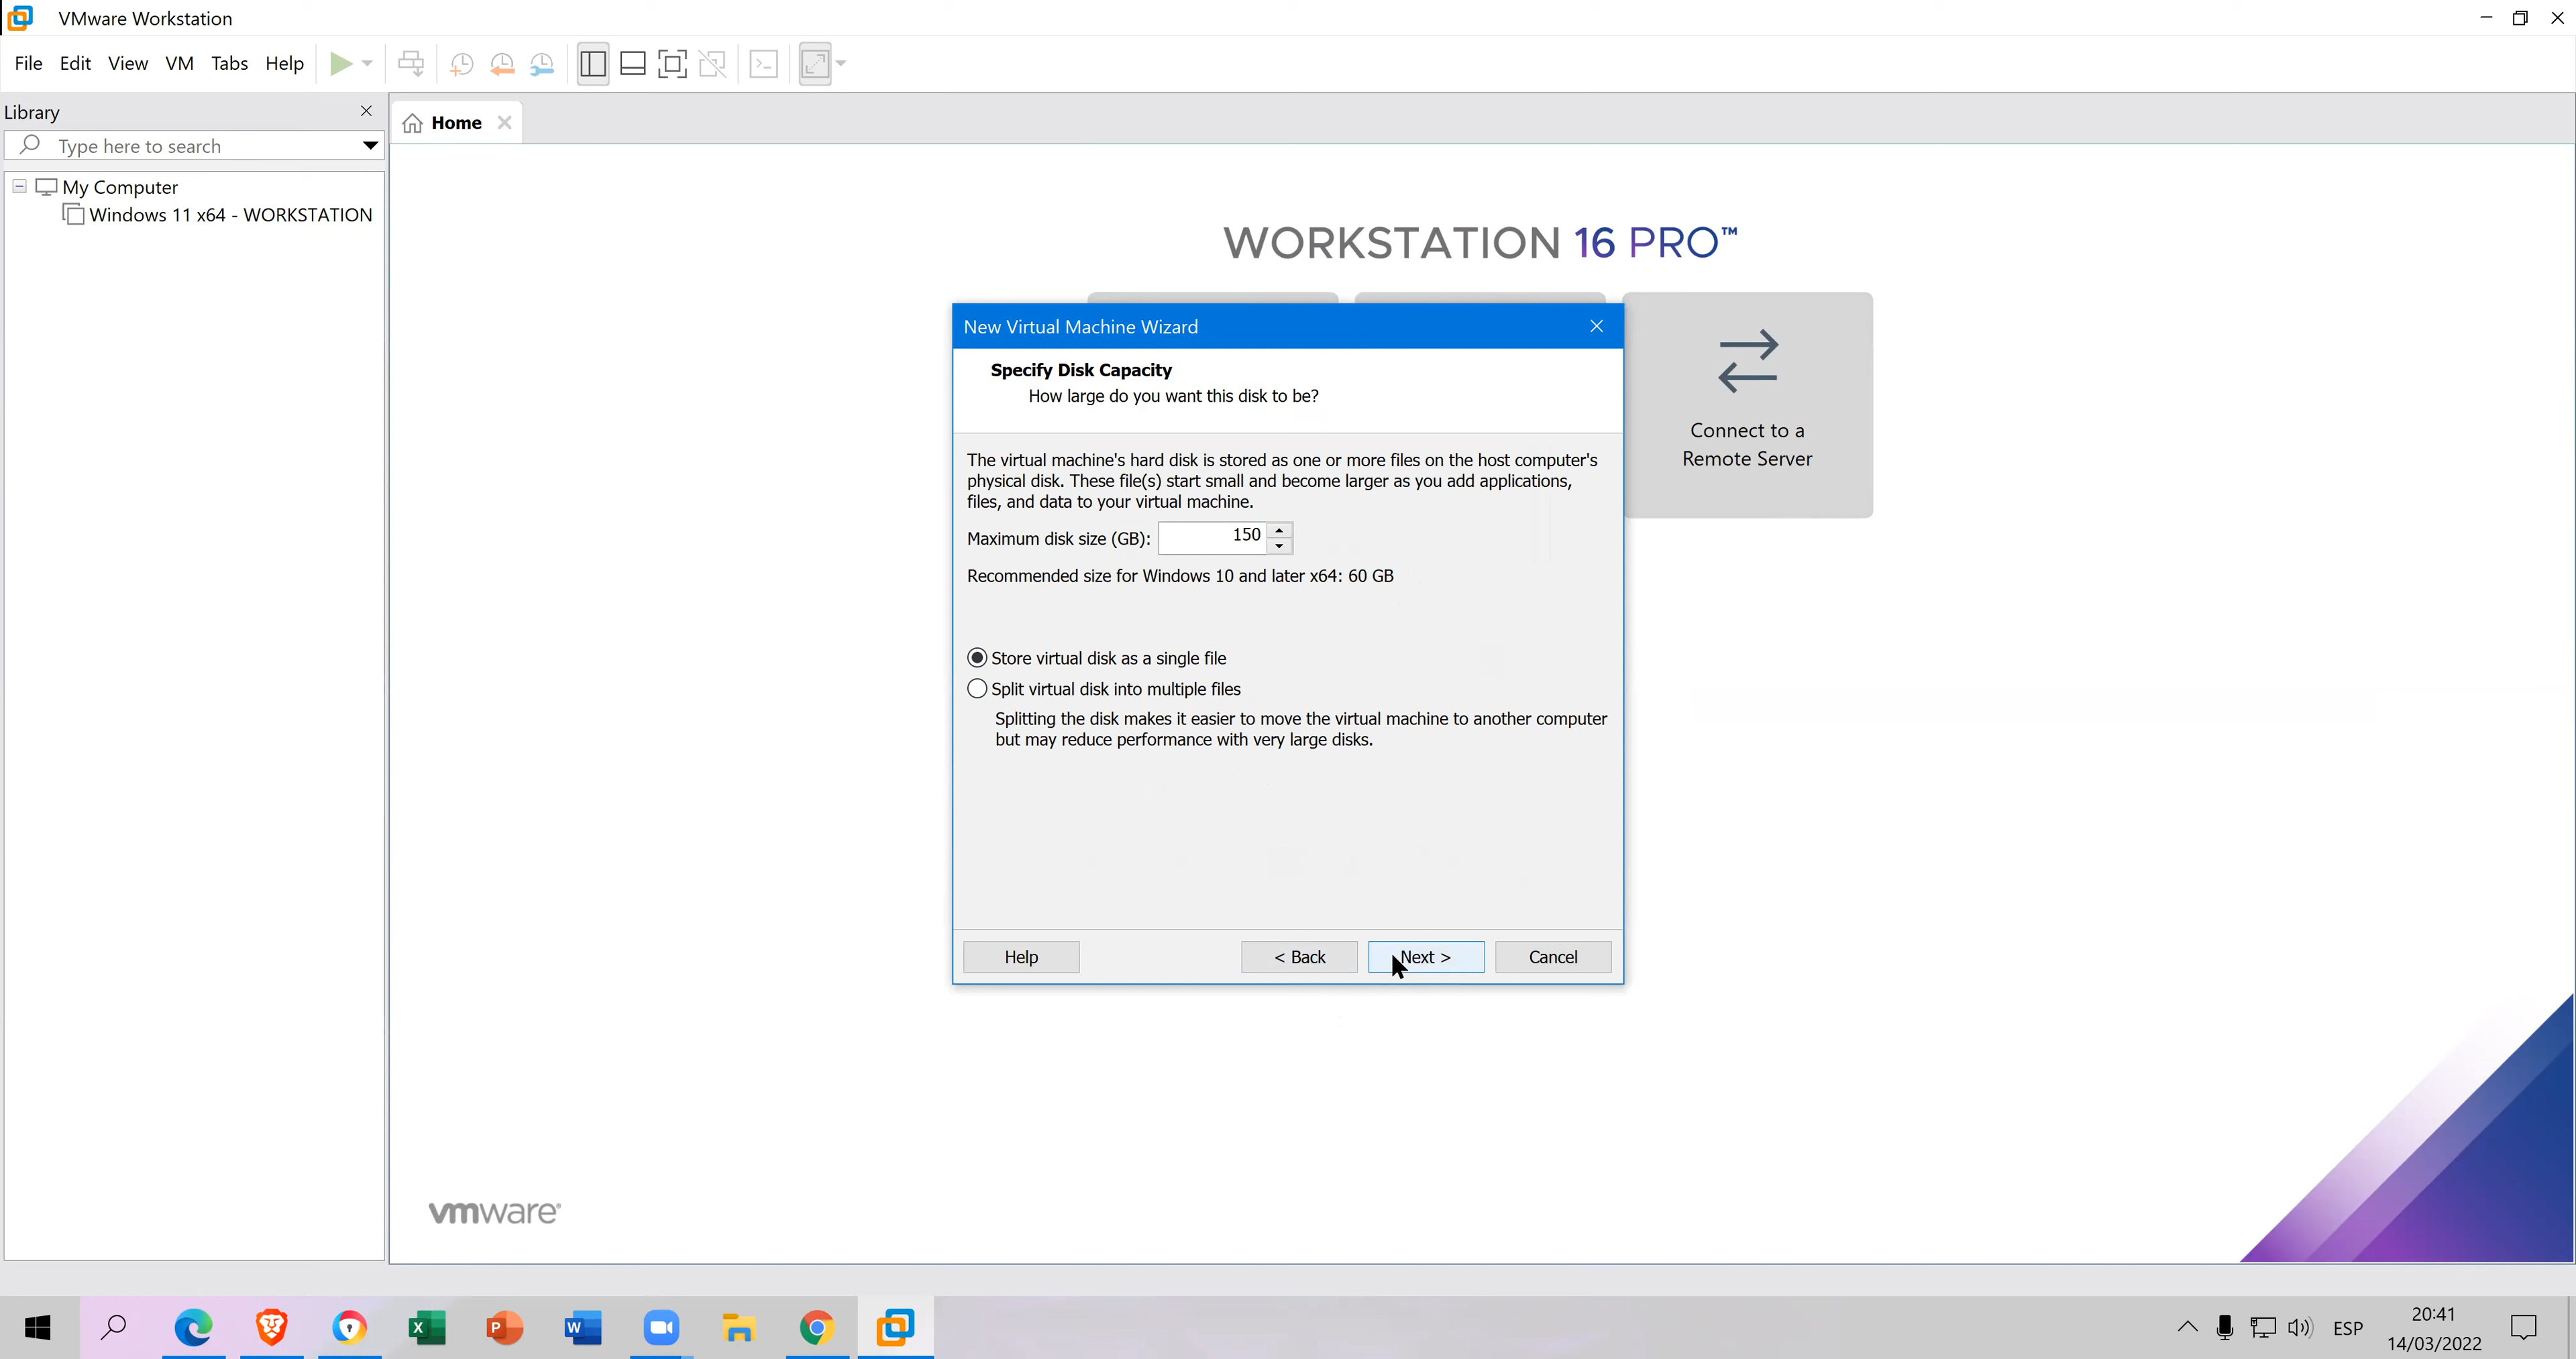 VMware Workstation
File Edit View VM Tabs Help
Library
Type here to search
My Computer
Windows 11 x64 - WORKSTATION
Home
WORKSTATION 16 PRO™
New Virtual Machine Wizard
Specify Disk Capacity
How large do you want this disk to be?
The virtual machine's hard disk is stored as one or more files on the host computer's
physical disk. These file(s) start small and become larger as you add applications,
files, and data to your virtual machine.
Maximum disk size (GB): 150
Recommended size for Windows 10 and later x64: 60 GB
Store virtual disk as a single file
Split virtual disk into multiple files
Splitting the disk makes it easier to move the virtual machine to another computer
but may reduce performance with very large disks.
Help < Back Next > Cancel
Connect to a
Remote Server
vmware®
ESP
20:41
14/03/2022